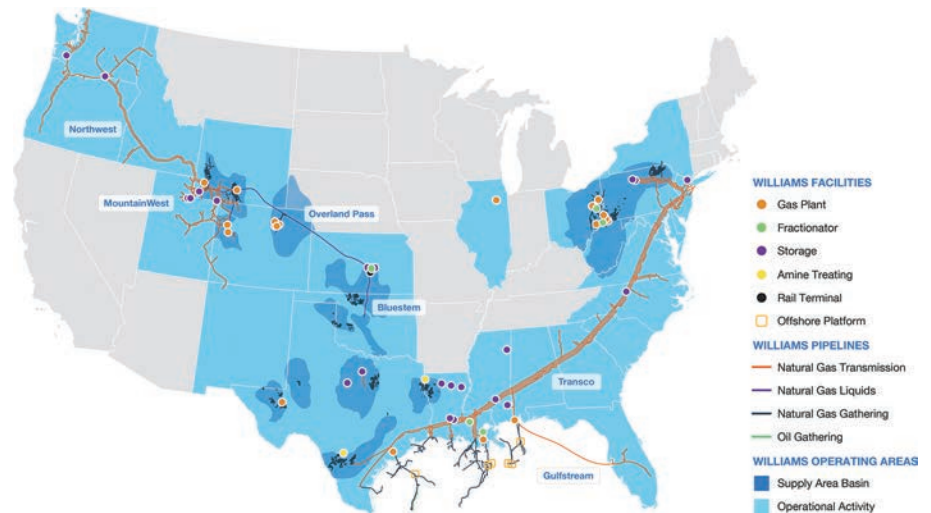 Northwest
MountainWest
Overland Pass
Bluestem
Transco
Gulfstream
WILLIAMS FACILITIES
Gas Plant
Fractionator
Storage
Amine Treating
Rail Terminal
Offshore Platform
WILLIAMS PIPELINES
Natural Gas Transmission
Natural Gas Liquids
Natural Gas Gathering
Oil Gathering
WILLIAMS OPERATING AREAS
Supply Area Basin
Operational Activity